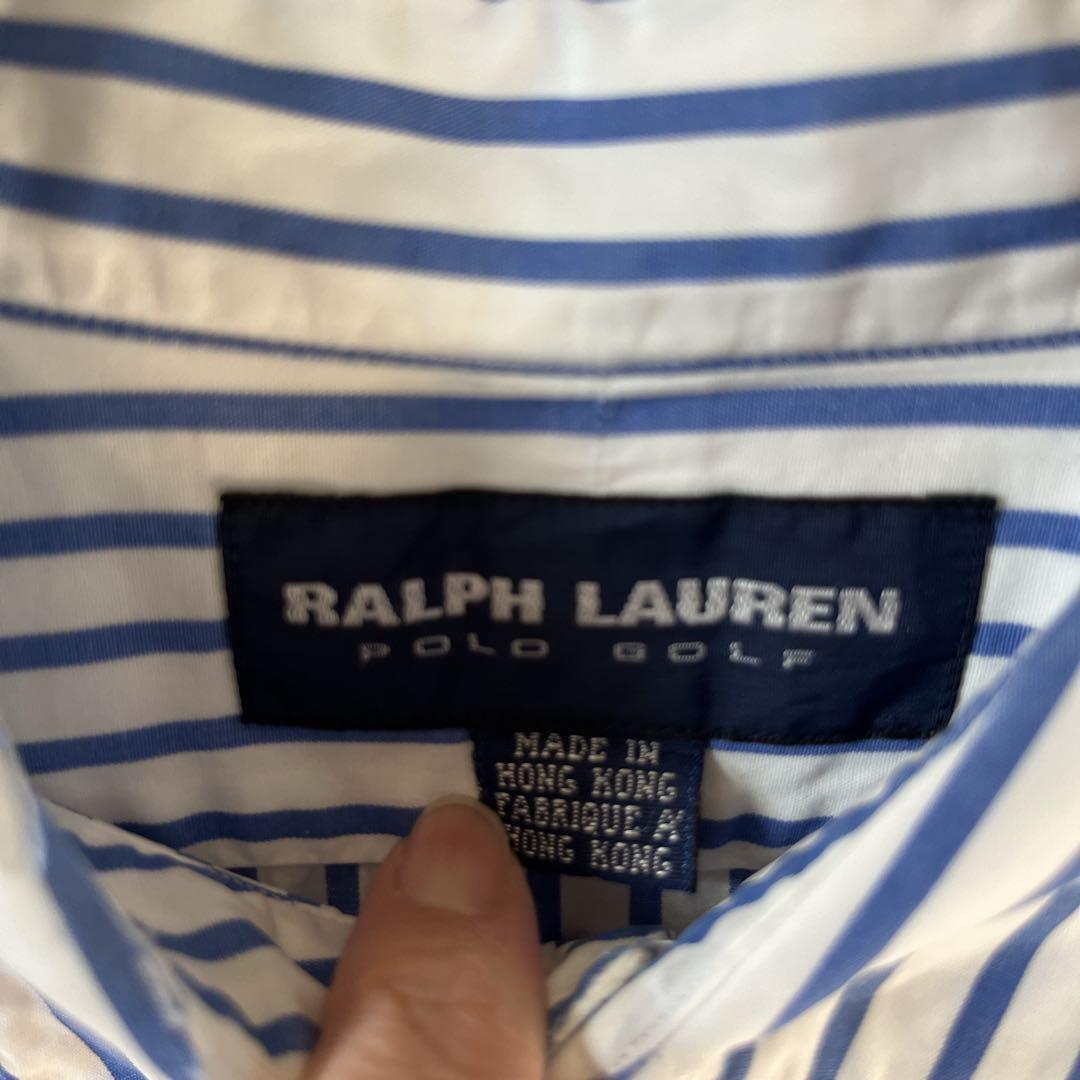 RALPH LAUREN
POLO GOLF
MADE IN
HONG KONG
FABRIQUE A
HONG KONG